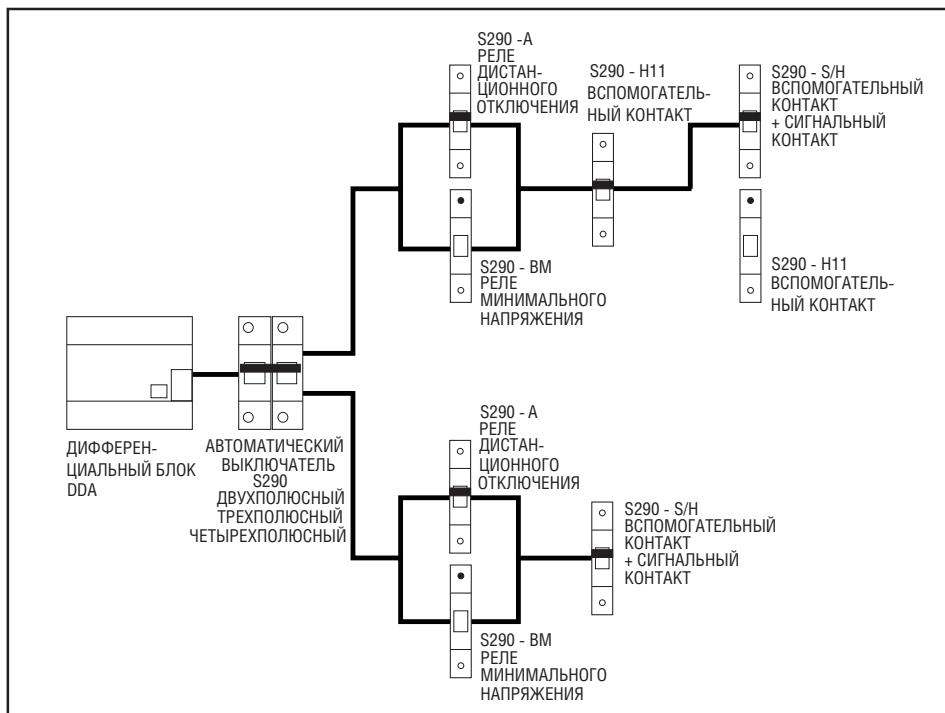 S290 -A
РЕЛЕ
ДИСТАН-
ЦИОННОГО
ОТКЛЮЧЕНИЯ
S290 - H11
ВСПОМОГАТЕЛЬ-
НЫЙ КОНТАКТ
S290 - S/H
ВСПОМОГАТЕЛЬНЫЙ
КОНТАКТ
+ СИГНАЛЬНЫЙ
КОНТАКТ
S290 - BM
РЕЛЕ
МИНИМАЛЬНОГО
НАПРЯЖЕНИЯ
S290 - H11
ВСПОМОГАТЕЛЬ-
НЫЙ КОНТАКТ
ДИФФЕРЕН-
ЦИАЛЬНЫЙ БЛОК
DDA
АВТОМАТИЧЕСКИЙ
ВЫКЛЮЧАТЕЛЬ
S290
ДВУХПОЛЮСНЫЙ
ТРЕХПОЛЮСНЫЙ
ЧЕТЫРЕХПОЛЮСНЫЙ
S290 - A
РЕЛЕ
ДИСТАН-
ЦИОННОГО
ОТКЛЮЧЕНИЯ
S290 - S/H
ВСПОМОГАТЕЛЬНЫЙ
КОНТАКТ
+ СИГНАЛЬНЫЙ
КОНТАКТ
S290 - BM
РЕЛЕ
МИНИМАЛЬНОГО
НАПРЯЖЕНИЯ